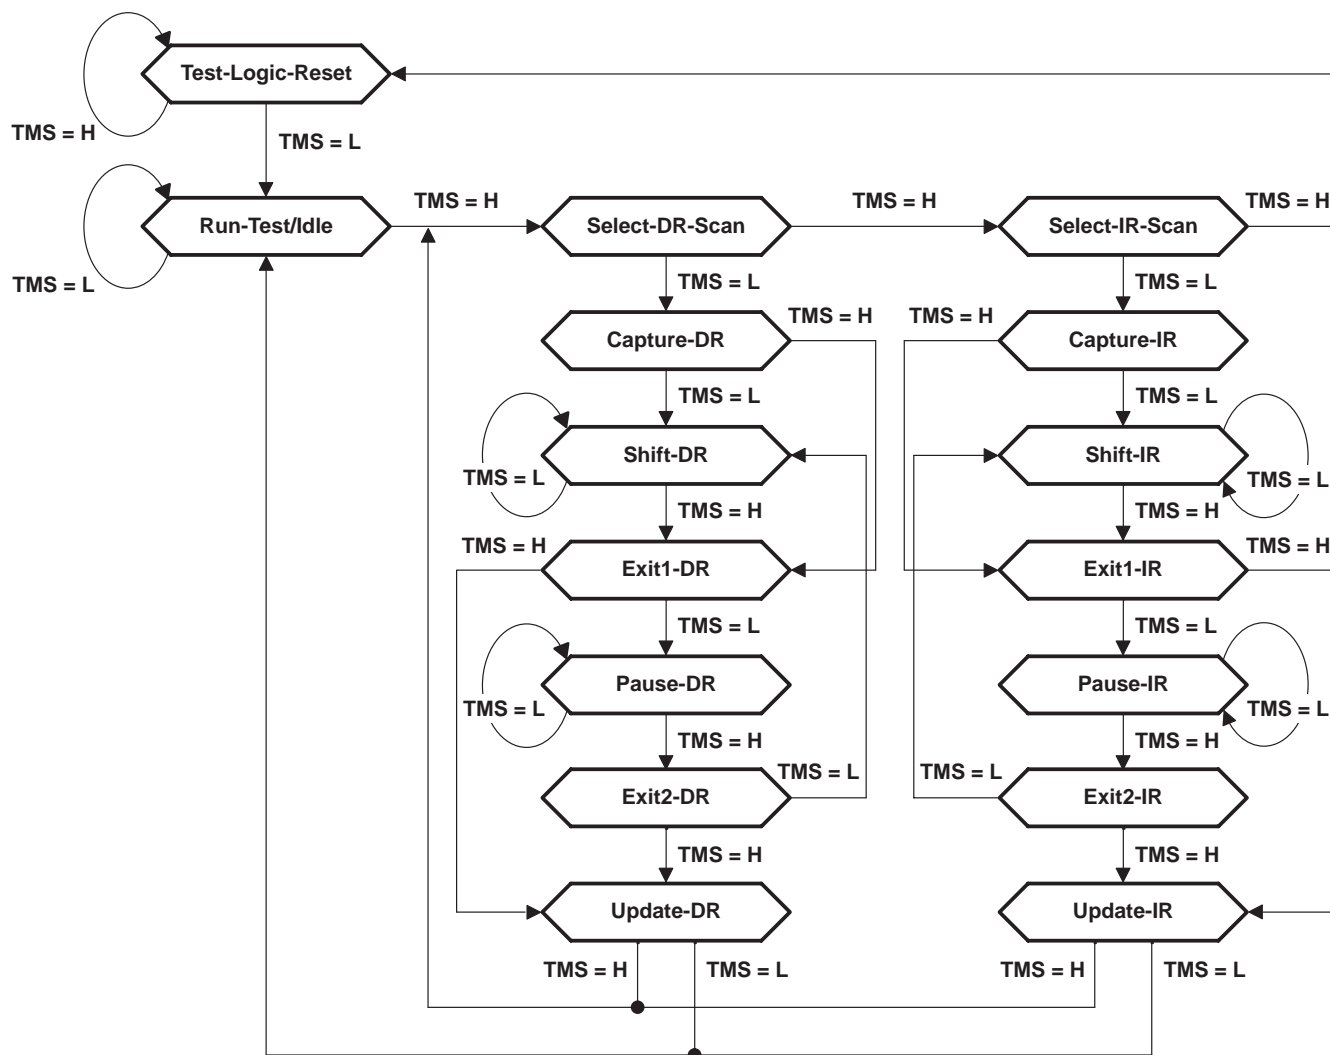 Test-Logic-Reset
TMS = H
TMS = L
TMS = H
TMS = H
TMS = H
Run-Test/Idle
Select-DR-Scan
Select-IR-Scan
TMS = L
TMS = L
TMS = L
TMS = H
TMS = H
Capture-DR
Capture-IR
TMS = L
TMS = L
Shift-DR
Shift-IR
TMS = L
TMS = L
TMS = H
TMS = H
TMS = H
TMS = H
Exit1-DR
Exit1-IR
TMS = L
TMS = L
Pause-DR
Pause-IR
TMS = L
TMS = L
TMS = H
TMS = H
TMS = L
TMS = L
Exit2-DR
Exit2-IR
TMS = H
TMS = H
Update-DR
Update-IR
TMS = H
TMS = L
TMS = H
TMS = L